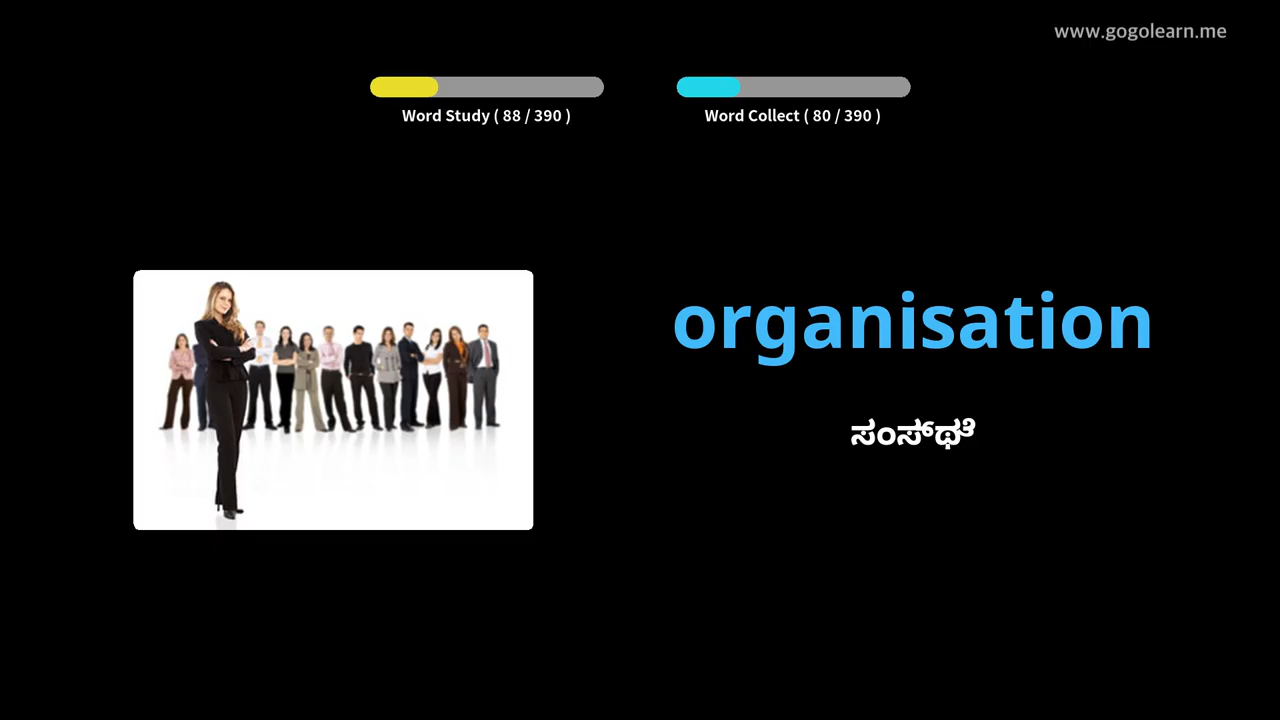 www.gogolearn.me
Word Study ( 88 / 390 )
Word Collect ( 80 / 390 )
organisation
ಸಂಸ್ಥೆ